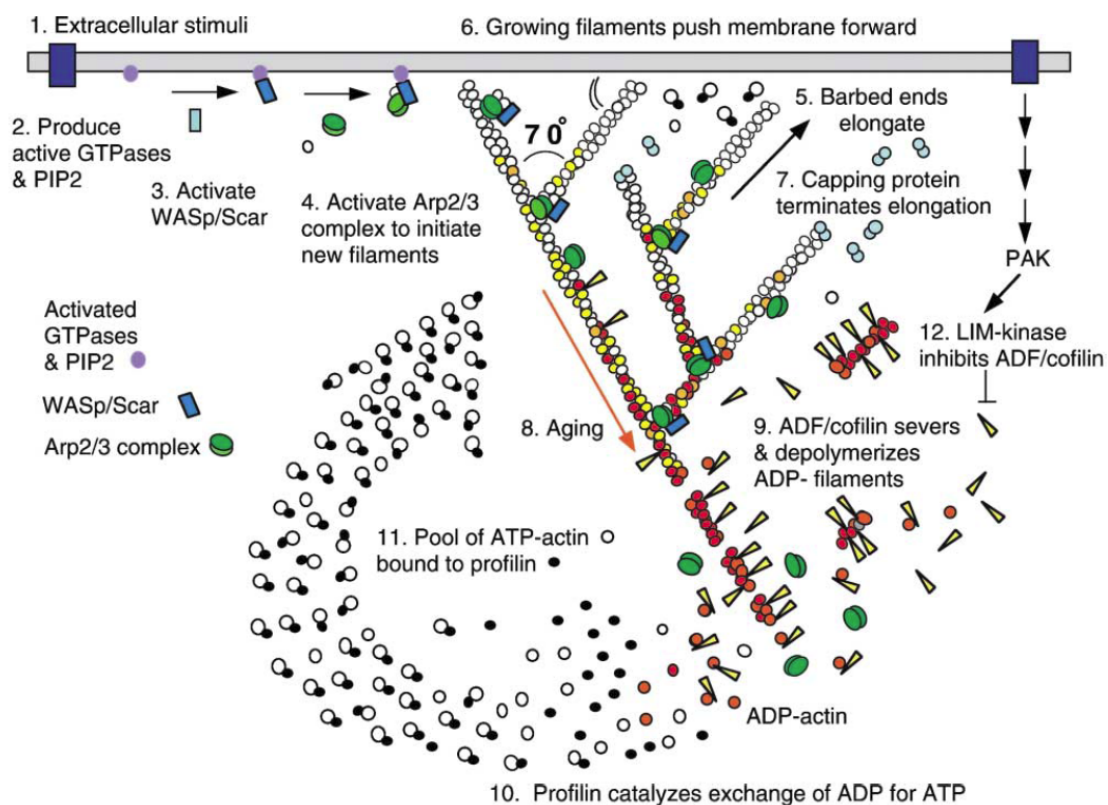 1. Extracellular stimuli
6. Growing filaments push membrane forward
2. Produce
active GTPases
& PIP2
3. Activate
WASp/Scar
4. Activate Arp2/3
complex to initiate
new filaments
70°
5. Barbed ends
elongate
7. Capping protein
terminates elongation
PAK
12. LIM-kinase
inhibits ADF/cofilin
Activated
GTPases
& PIP2
WASp/Scar
Arp2/3 complex
8. Aging
9. ADF/cofilin severs
& depolymerizes
ADP- filaments
11. Pool of ATP-actin
bound to profilin
ADP-actin
10. Profilin catalyzes exchange of ADP for ATP